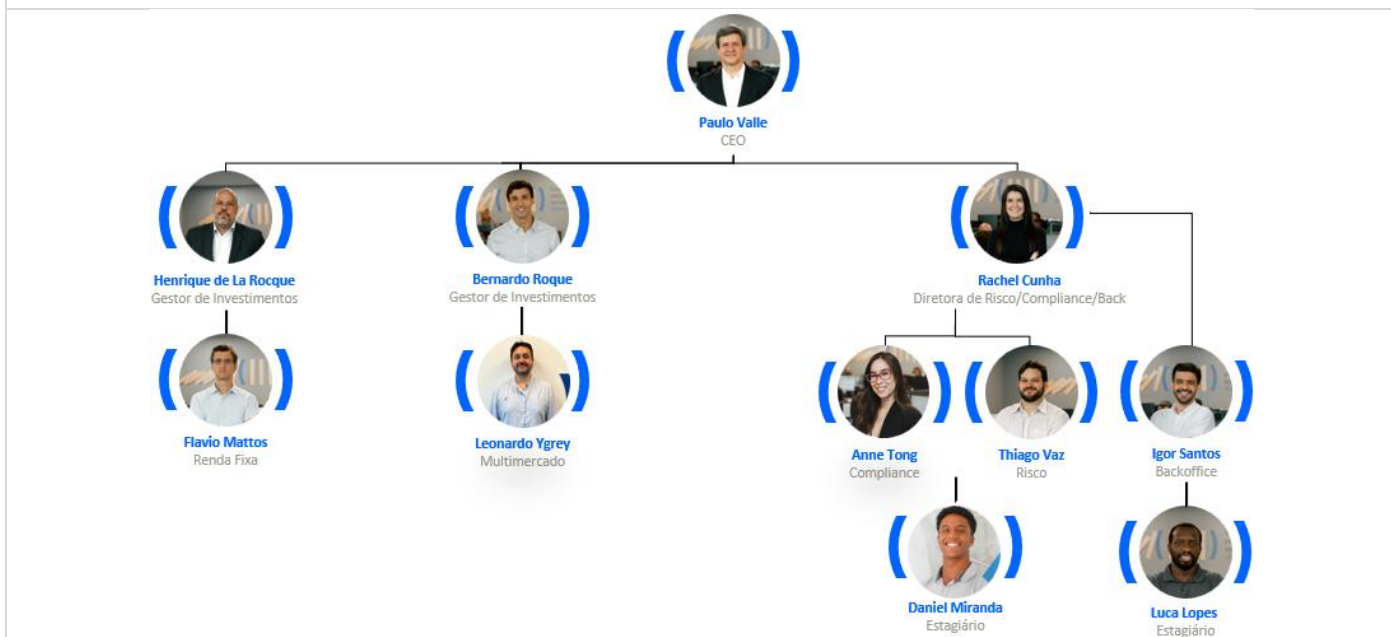 Paulo Valle
CEO
Henrique de La Rocque
Gestor de Investimentos
Bernardo Roque
Gestor de Investimentos
Rachel Cunha
Diretora de Risco/Compliance/Back
Flavio Mattos
Renda Fixa
Leonardo Ygrey
Multimercado
Anne Tong
Compliance
Thiago Vaz
Risco
Igor Santos
Backoffice
Daniel Miranda
Estagiário
Luca Lopes
Estagiário